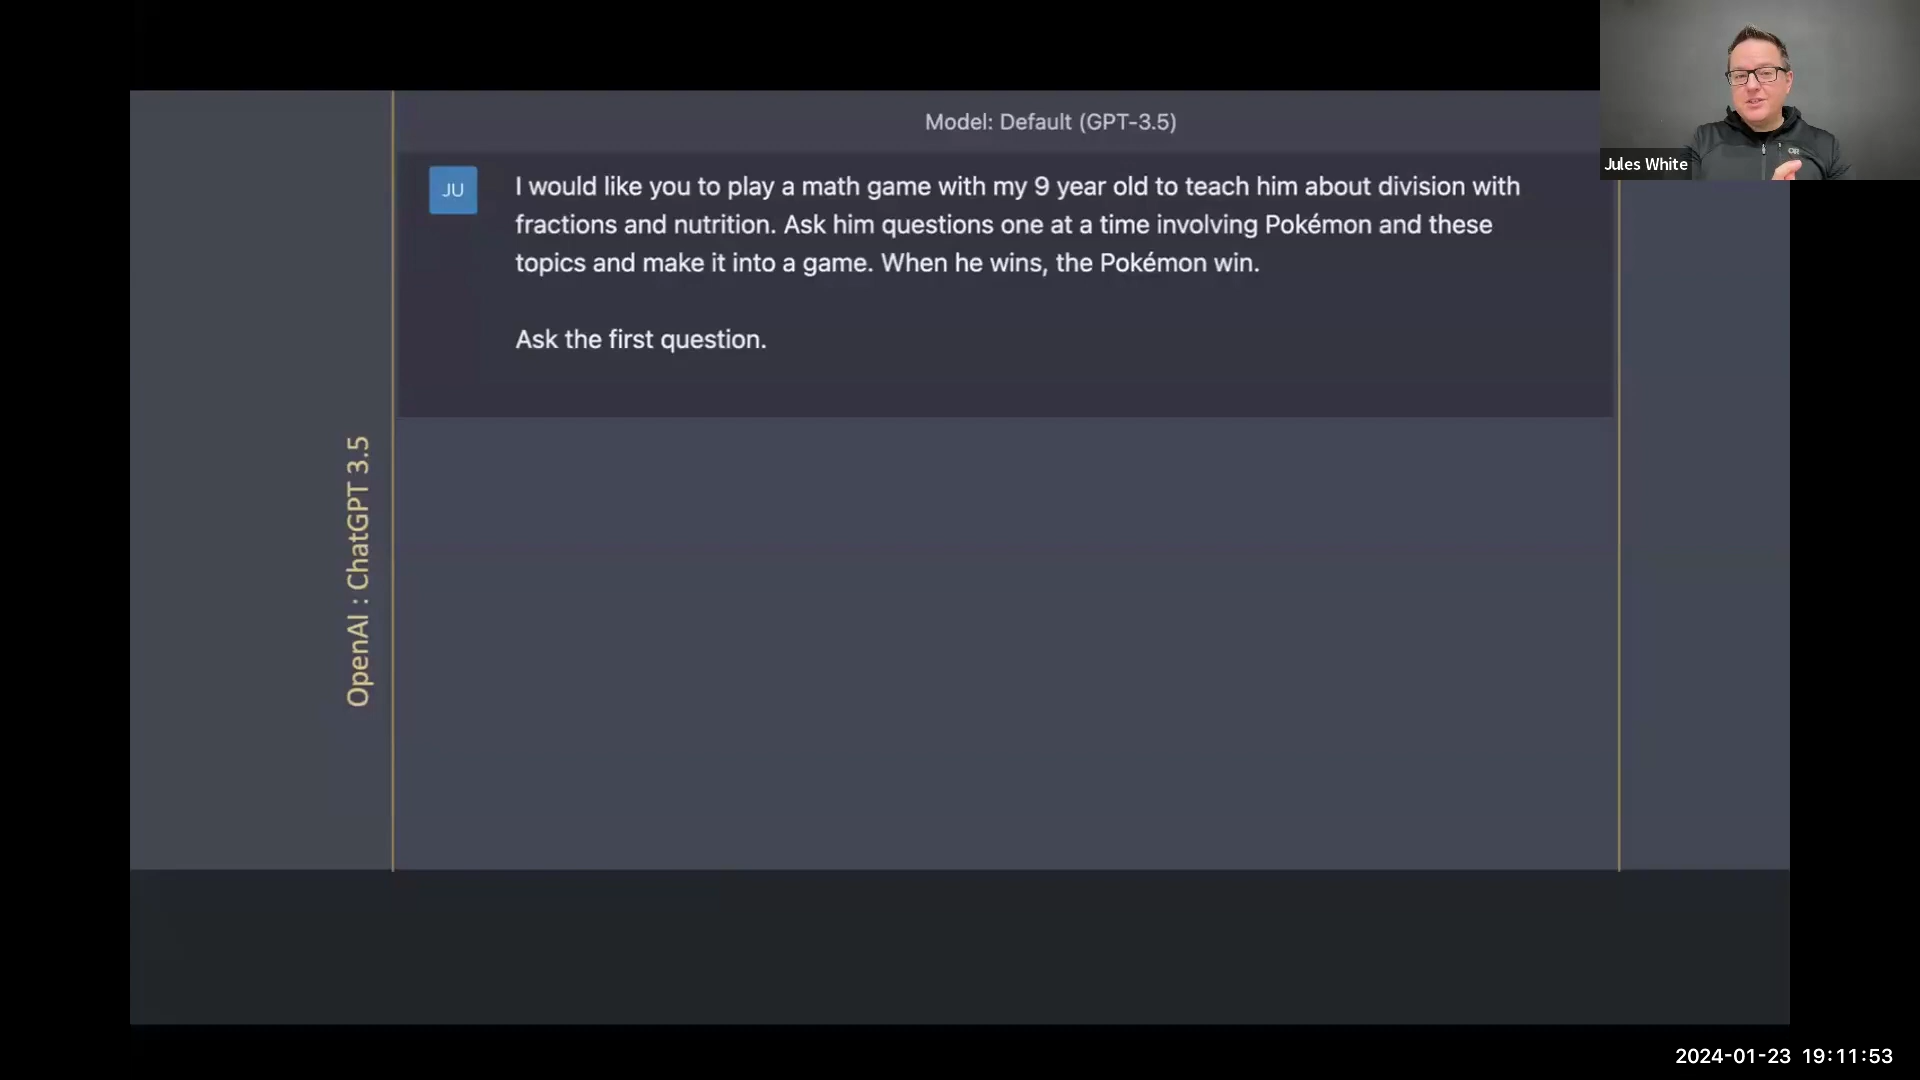 Model: Default (GPT-3.5)
JU
I would like you to play a math game with my 9 year old to teach him about division with
fractions and nutrition. Ask him questions one at a time involving Pokémon and these
topics and make it into a game. When he wins, the Pokémon win.
Ask the first question.
OpenAI : ChatGPT 3.5
Jules White
2024-01-23 19:11:53